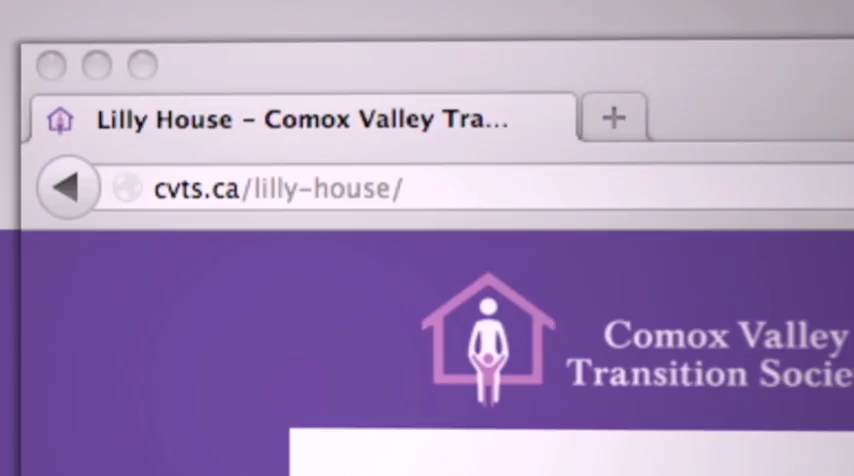 Lilly House – Comox Valley Tra...
cvts.ca/lilly-house/
Comox Valley
Transition Socie